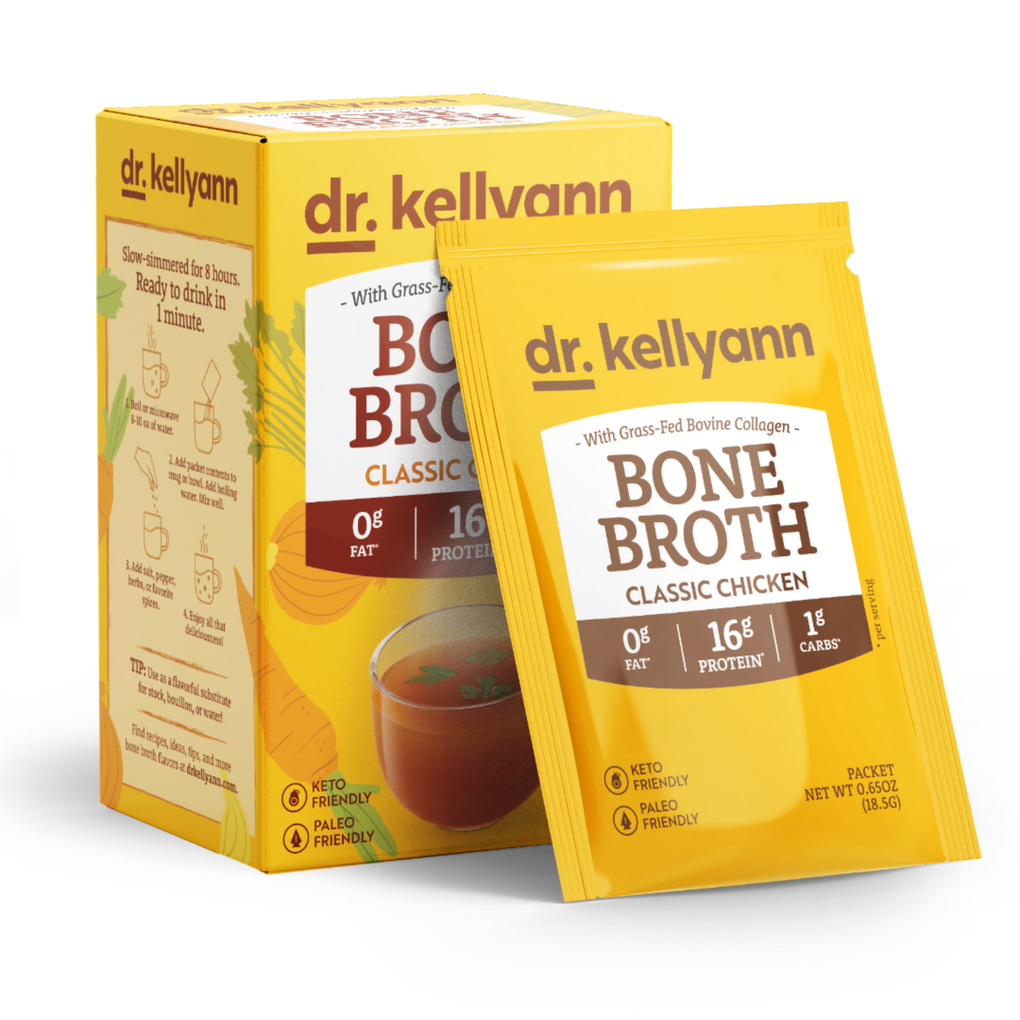 dr. kellyann
BONE
BROTH
dr. kellyann
Slow-simmered for 8 hours.
Ready to drink in
1 minute.
1. Boil or microwave
8-10 oz of water.
2. Add packet contents to
mug or bowl. Add boiling
water. Mix well.
3. Add salt, pepper,
herbs, or favorite
spices.
4. Enjoy all that
deliciousness!
TIP: Use as a flavorful substitute
for stock, bouillon, or water!
Find recipes, ideas, tips, and more
bone broth flavors at drkellyann.com.
dr. kellyann
- With Grass-Fe
BO
BRO
CLASSIC C
0g
FAT*
16
PROTEIN
KETO
FRIENDLY
PALEO
FRIENDLY
dr. kellyann
- With Grass-Fed Bovine Collagen -
BONE
BROTH
CLASSIC CHICKEN
0g
FAT*
16g
PROTEIN*
1g
CARBS*
* per serving
KETO
FRIENDLY
PALEO
FRIENDLY
PACKET
NET WT 0.65OZ
(18.5G)